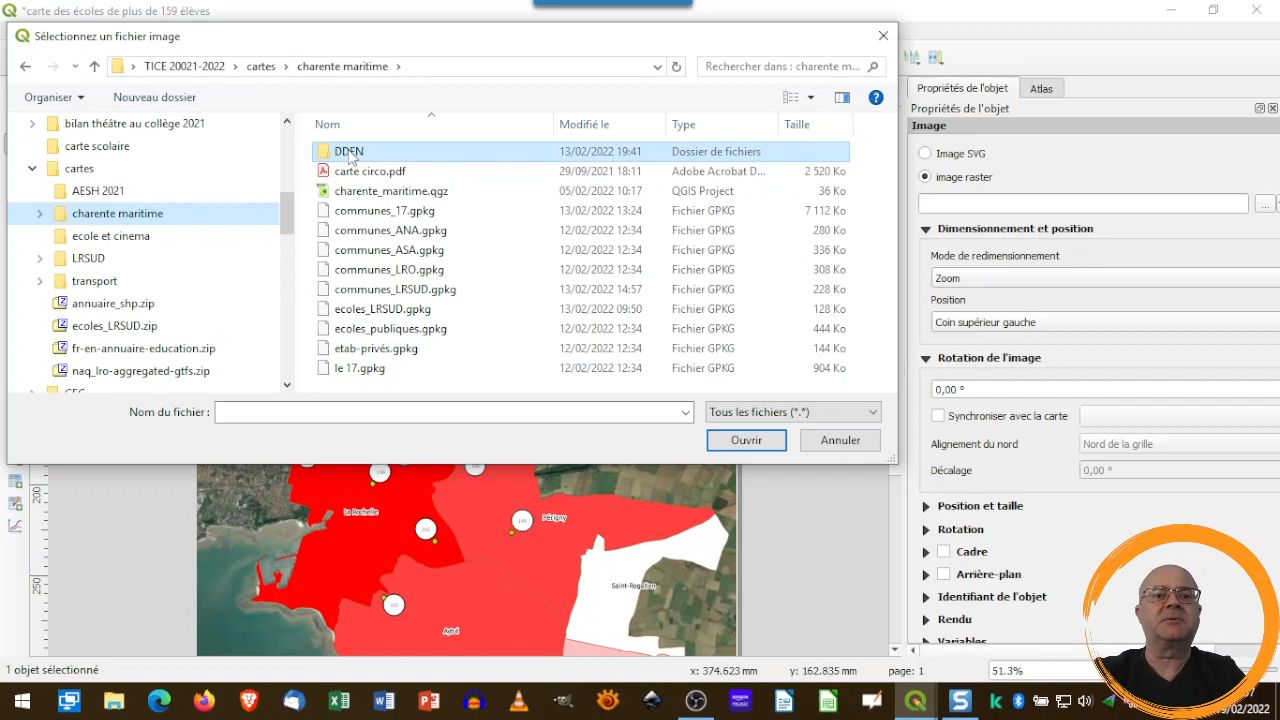 *carte des écoles de plus de 159 élèves
Sélectionnez un fichier image
TICE 20021-2022 › cartes › charente maritime ›
Rechercher dans : charente m...
Organiser
Nouveau dossier
bilan théâtre au collège 2021
carte scolaire
cartes
AESH 2021
charente maritime
ecole et cinema
LRSUD
transport
annuaire_shp.zip
ecoles_LRSUD.zip
fr-en-annuaire-education.zip
naq_lro-aggregated-gtfs.zip
Nom Modifié le Type Taille
DDEN 13/02/2022 19:41 Dossier de fichiers
carte circo.pdf 29/09/2021 18:11 Adobe Acrobat D... 2 520 Ko
charente_maritime.qgz 05/02/2022 10:17 QGIS Project 36 Ko
communes_17.gpkg 13/02/2022 13:24 Fichier GPKG 7 112 Ko
communes_ANA.gpkg 12/02/2022 12:34 Fichier GPKG 280 Ko
communes_ASA.gpkg 12/02/2022 12:34 Fichier GPKG 336 Ko
communes_LRO.gpkg 12/02/2022 12:34 Fichier GPKG 308 Ko
communes_LRSUD.gpkg 13/02/2022 14:57 Fichier GPKG 228 Ko
ecoles_LRSUD.gpkg 13/02/2022 09:50 Fichier GPKG 128 Ko
ecoles_publiques.gpkg 12/02/2022 12:34 Fichier GPKG 444 Ko
etab-privés.gpkg 12/02/2022 12:34 Fichier GPKG 144 Ko
le 17.gpkg 12/02/2022 12:34 Fichier GPKG 904 Ko
Nom du fichier :
Tous les fichiers (*.*)
Ouvrir
Annuler
Propriétés de l'objet
Atlas
Propriétés de l'objet
Image
Image SVG
image raster
...
Dimensionnement et position
Mode de redimensionnement
Zoom
Position
Coin supérieur gauche
Rotation de l'image
0,00 °
Synchroniser avec la carte
Alignement du nord
Nord de la grille
Décalage
0,00 °
Position et taille
Rotation
Cadre
Arrière-plan
Identifiant de l'objet
Rendu
Variables
200
250
La Rochelle
Périgny
Saint-Rogatien
Aytré
1 objet sélectionné
x: 374.623 mm
y: 162.835 mm
page: 1
51.3%